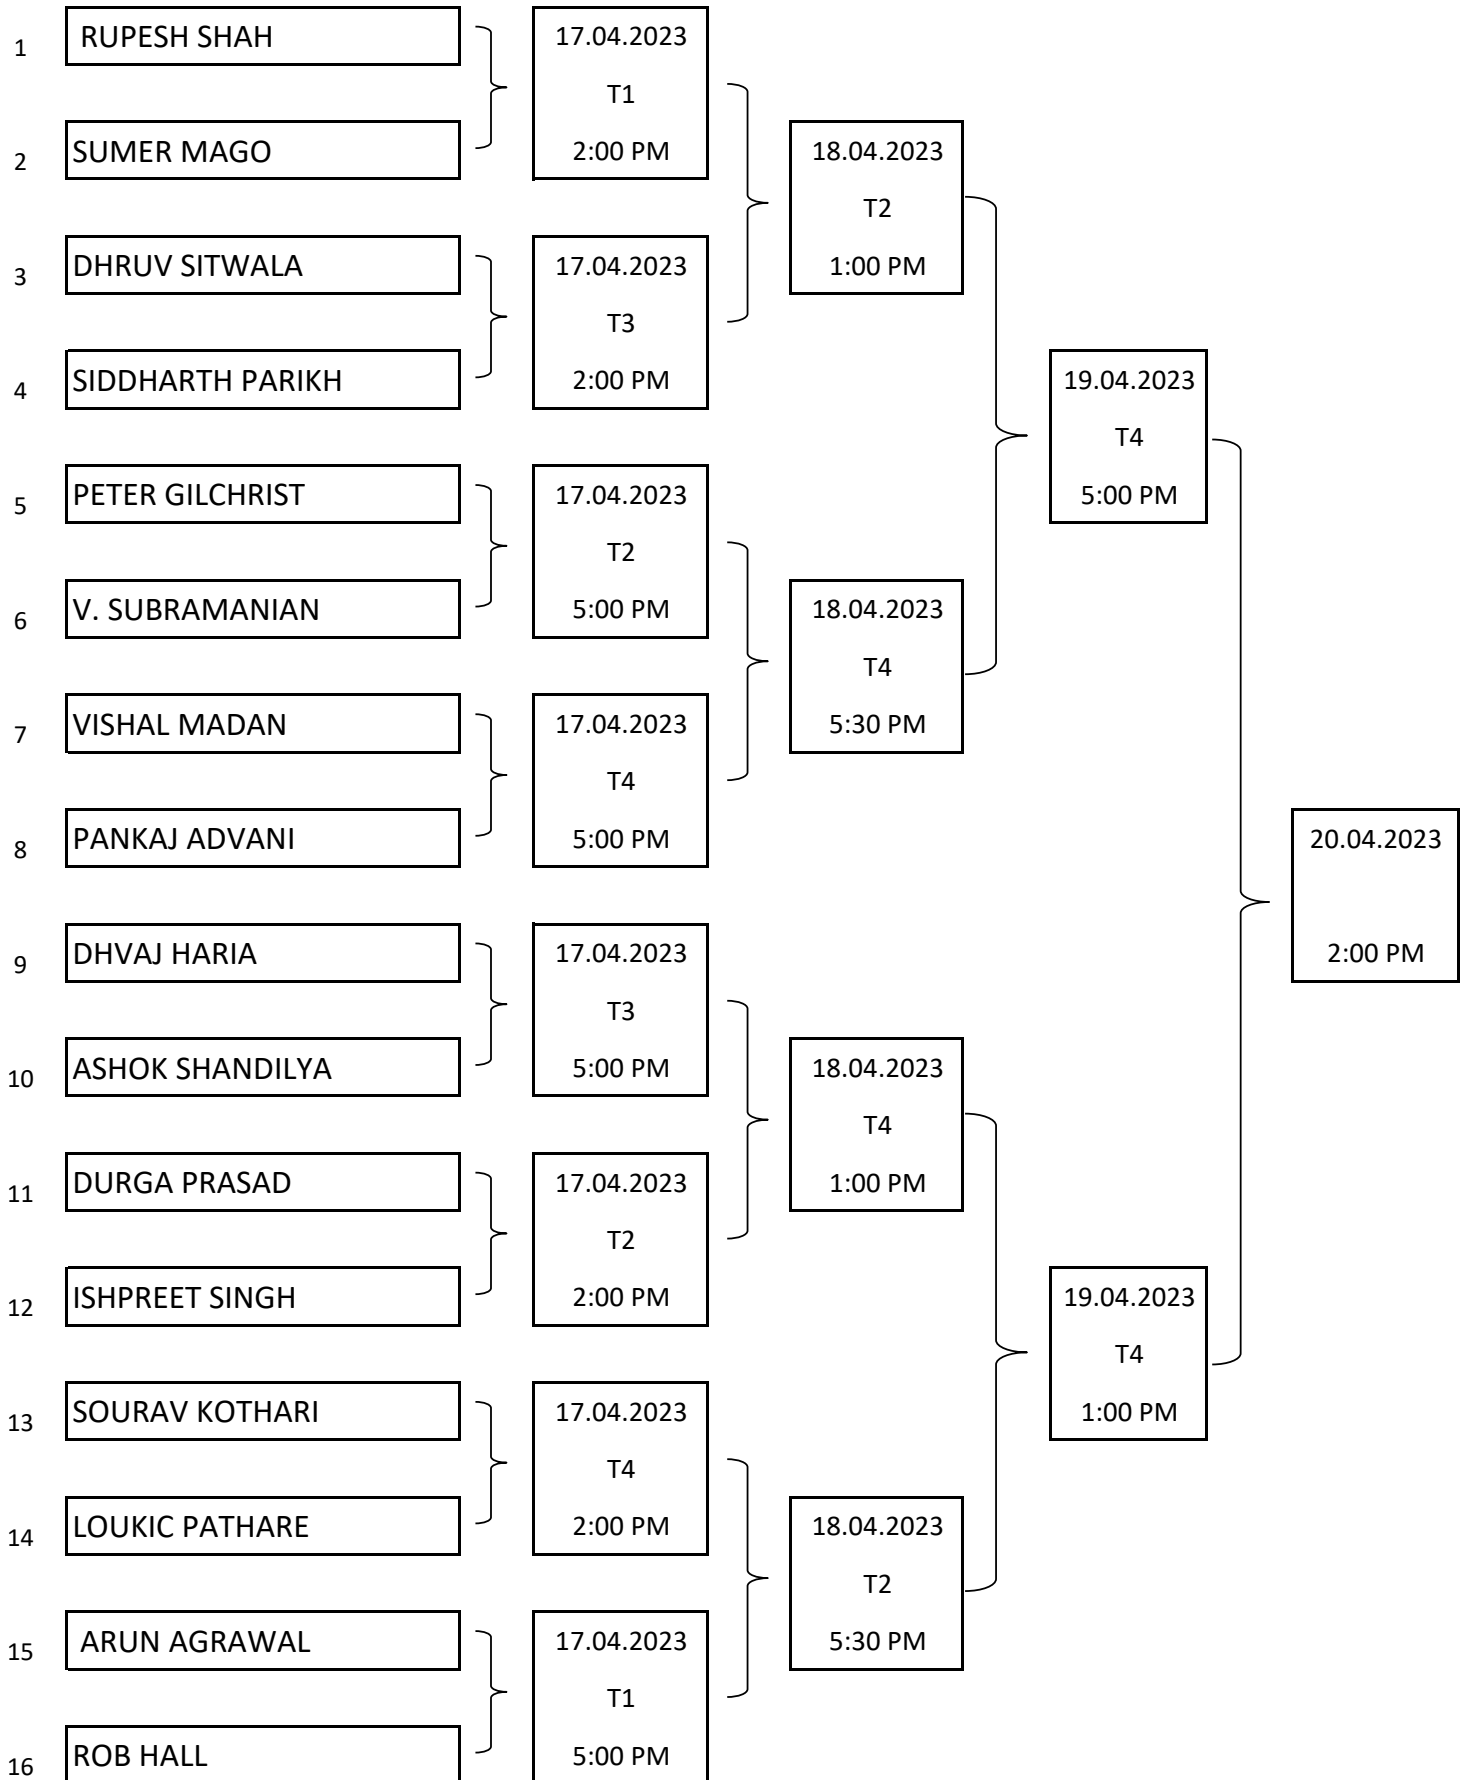 1 RUPESH SHAH 17.04.2023
T1
2 SUMER MAGO 2:00 PM 18.04.2023
T2
3 DHRUV SITWALA 17.04.2023 1:00 PM
T3
4 SIDDHARTH PARIKH 2:00 PM 19.04.2023
T4
5 PETER GILCHRIST 17.04.2023 5:00 PM
T2
6 V. SUBRAMANIAN 5:00 PM 18.04.2023
T4
7 VISHAL MADAN 17.04.2023 5:30 PM
T4
8 PANKAJ ADVANI 5:00 PM 20.04.2023
9 DHVAJ HARIA 17.04.2023 2:00 PM
T3
10 ASHOK SHANDILYA 5:00 PM 18.04.2023
T4
11 DURGA PRASAD 17.04.2023 1:00 PM
T2
12 ISHPREET SINGH 2:00 PM 19.04.2023
T4
13 SOURAV KOTHARI 17.04.2023 1:00 PM
T4
14 LOUKIC PATHARE 2:00 PM 18.04.2023
T2
15 ARUN AGRAWAL 17.04.2023 5:30 PM
T1
16 ROB HALL 5:00 PM